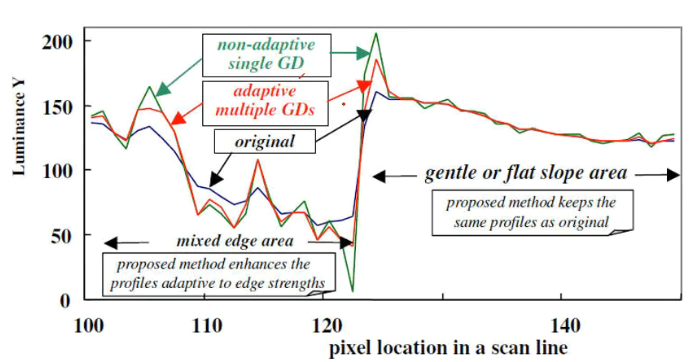 200
150
100
50
0
Luminance Y
non-adaptive
single GD
adaptive
multiple GDs
original
gentle or flat slope area
proposed method keeps the
same profiles as original
mixed edge area
proposed method enhances the
profiles adaptive to edge strengths
100
110
120
140
pixel location in a scan line